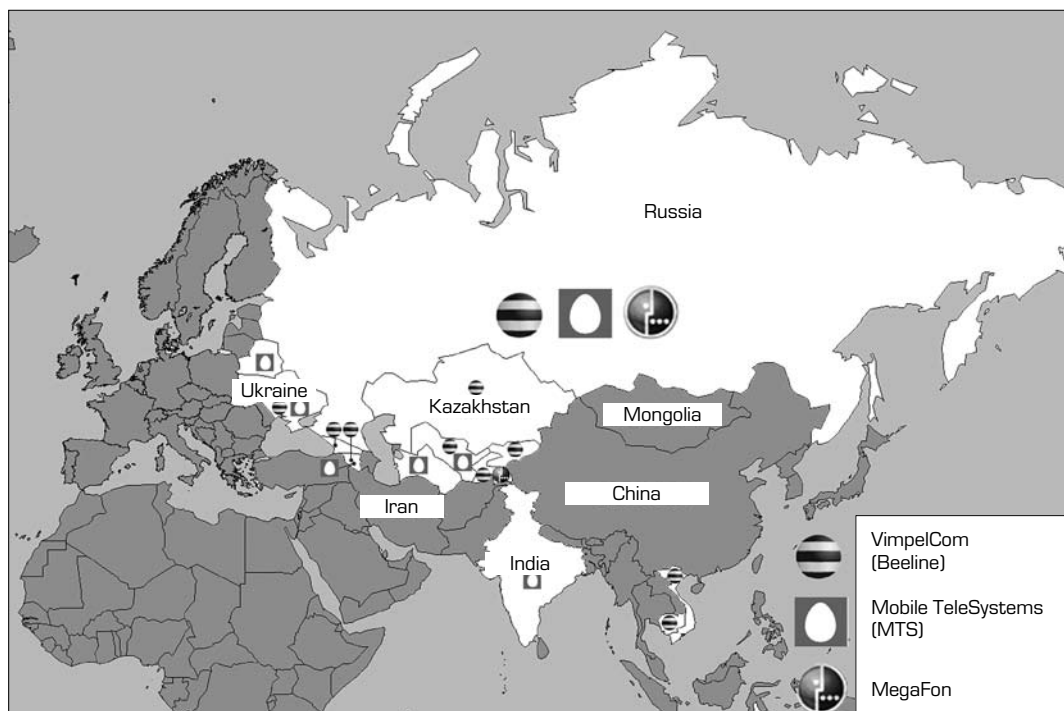 Russia
Ukraine
Kazakhstan
Mongolia
China
Iran
India
VimpelCom
(Beeline)
Mobile TeleSystems
(MTS)
MegaFon